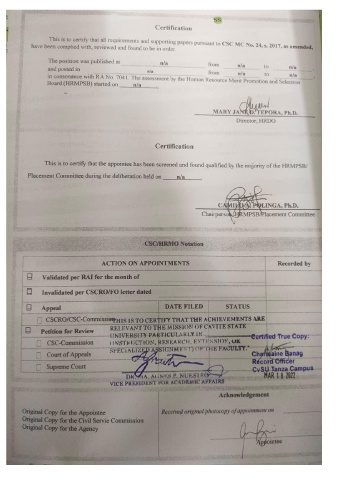 Certification
This is to certify that all requirements and supporting papers pursuant to CSC MC No. 24, s. 2017, as amended,
have been complied with, reviewed and found to be in order.
The position was published at n/a from n/a to n/a
and posted in n/a from n/a to n/a
in consonance with RA No. 7041. The assessment by the Human Resource Merit Promotion and Selection
Board (HRMPSB) started on n/a
MARY JANE D. TEPORA, Ph.D.
Director, HRDO
Certification
This is to certify that the appointee has been screened and found qualified by the majority of the HRMPSB/
Placement Committee during the deliberation held on n/a
POLINGA, Ph.D.
Chairperson, HRMPSB/Placement Committee
CSC/HRMO Notation
ACTION ON APPOINTMENTS Recorded by
Validated per RAI for the month of
Invalidated per CSCRO/FO letter dated
Appeal DATE FILED STATUS
CSCRO/CSC-Commission
THIS IS TO CERTIFY THAT THE ACHIEVEMENTS ARE
Petition for Review
RELEVANT TO THE MISSION OF CAVITE STATE
UNIVERSITY PARTICULARLY IN
CSC-Commission
INSTRUCTION, RESEARCH, EXTENSION, OR
Court of Appeals
SPECIALIZED ASSIGNMENT OF THE FACULTY."
Supreme Court
DR. MA. AGNES P. NUESTRO
VICE PRESIDENT FOR ACADEMIC AFFAIRS
Certified True Copy:
Charmaine Banag
Record Officer
CvSU Tanza Campus
MAR 1 2022
Acknowledgement
Original Copy for the Appointee
Original Copy for the Civil Service Commission
Original Copy for the Agency
Received original/photocopy of appointment on
Appointee